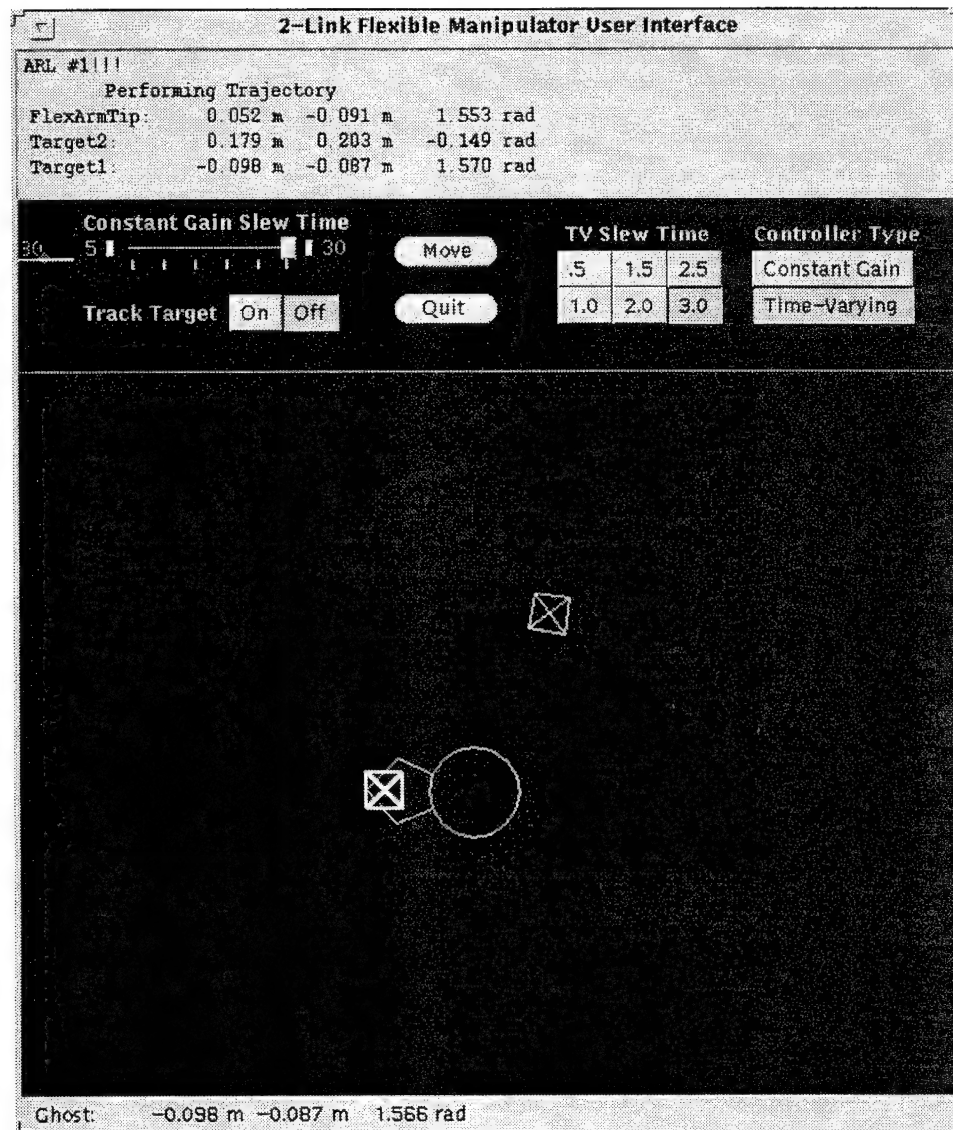 2-Link Flexible Manipulator User Interface
ARL #1!!!
Performing Trajectory
FlexArmTip: 0.052 m -0.091 m 1.553 rad
Target2: 0.179 m 0.203 m -0.149 rad
Target1: -0.098 m -0.087 m 1.570 rad
Constant Gain Slew Time
30 5 30
Move
TV Slew Time
Controller Type
.5 1.5 2.5
Constant Gain
Track Target On Off
Quit
1.0 2.0 3.0
Time-Varying
Ghost: -0.098 m -0.087 m 1.566 rad